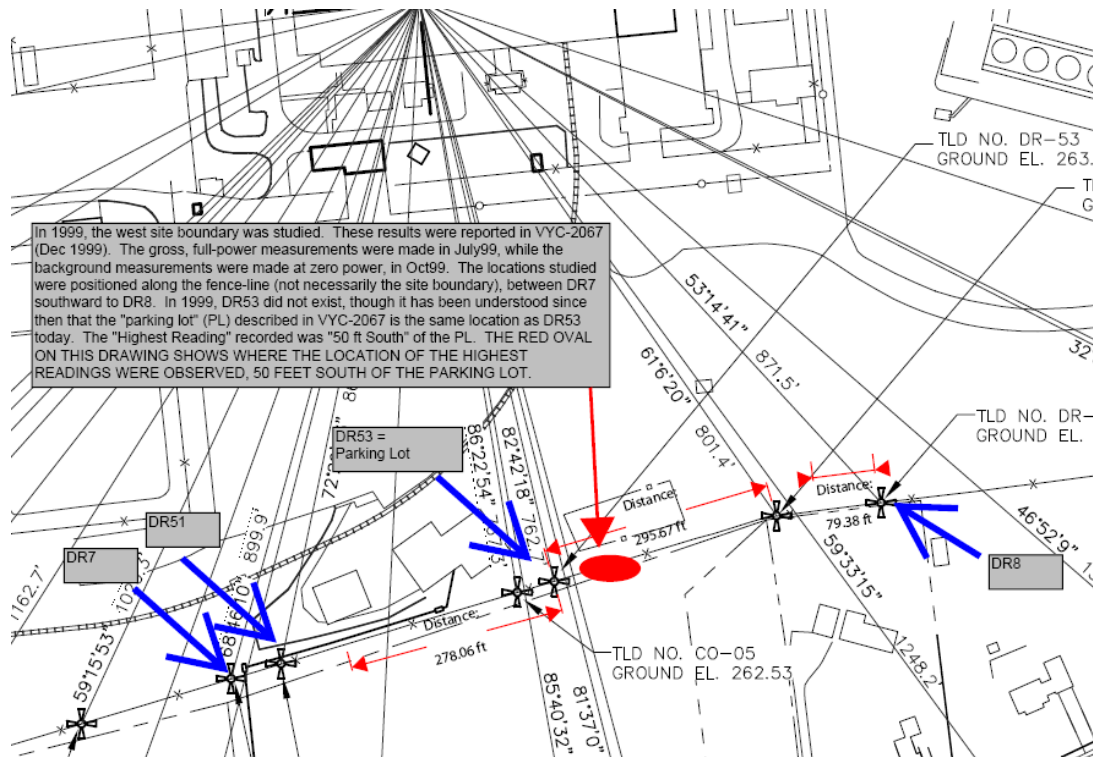 TLD NO. DR-53
GROUND EL. 263.
In 1999, the west site boundary was studied. These results were reported in VYC-2067
(Dec 1999). The gross, full-power measurements were made in July99, while the
background measurements were made at zero power, in Oct99. The locations studied
were positioned along the fence-line (not necessarily the site boundary), between DR7
southward to DR8. In 1999, DR53 did not exist, though it has been understood since
then that the "parking lot" (PL) described in VYC-2067 is the same location as DR53
today. The "Highest Reading" recorded was "50 ft South" of the PL. THE RED OVAL
ON THIS DRAWING SHOWS WHERE THE LOCATION OF THE HIGHEST
READINGS WERE OBSERVED, 50 FEET SOUTH OF THE PARKING LOT.
53°14'41"
871.5'
61°6'20"
801.4'
32°
TLD NO. DR-
GROUND EL.
DR53 =
Parking Lot
86°22'54"
82°42'18"
762.
72°
899.9'
Distance:
295.67 ft
Distance:
79.38 ft
46°52'9"
59°33'15"
1248.2'
DR51
DR7
DR8
1162.7'
59°15'53"
68°46'10"
Distance:
278.06 ft
TLD NO. CO-05
GROUND EL. 262.53
85°40'32"
81°37'0"